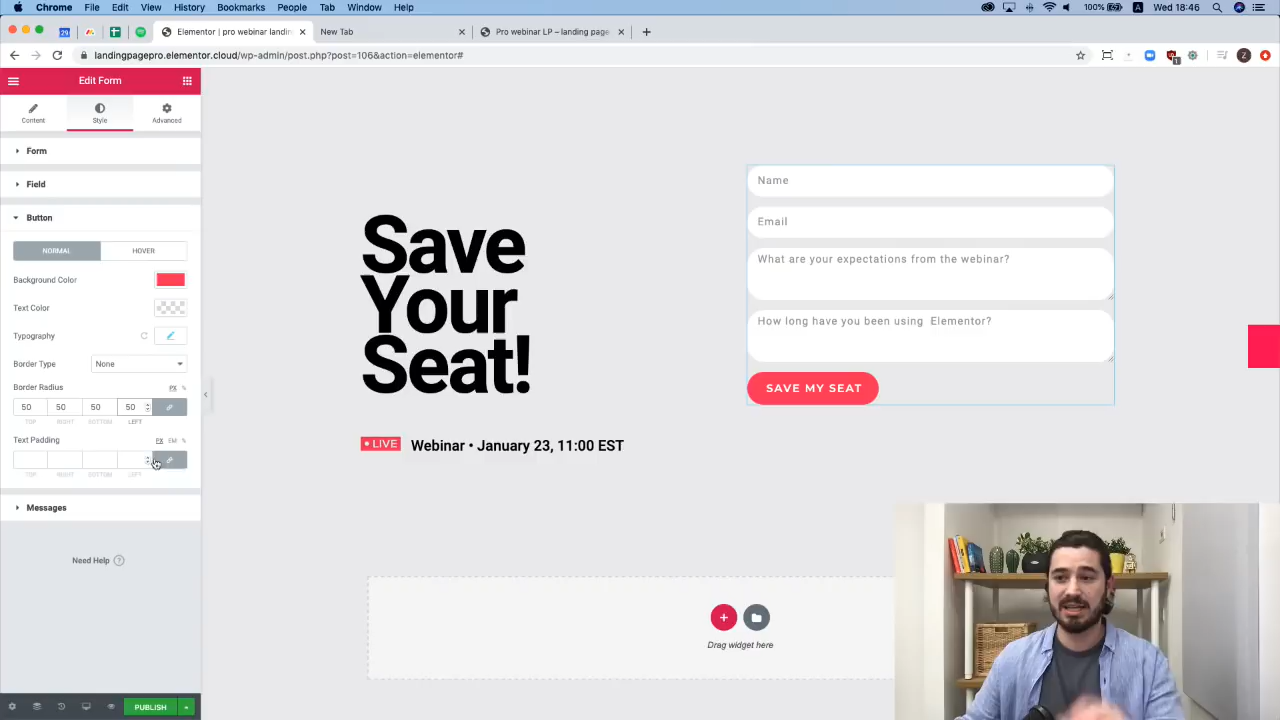 Chrome File Edit View History Bookmarks People Tab Window Help
100% A Wed 18:46
Elementor | pro webinar landin
New Tab
Pro webinar LP – landing page
landingpagepro.elementor.cloud/wp-admin/post.php?post=106&action=elementor#
Z
1
Edit Form
Content
Style
Advanced
Form
Field
Button
NORMAL
HOVER
Background Color
Text Color
Typography
Border Type
None
Border Radius
PX %
50 50 50 50
TOP RIGHT BOTTOM LEFT
Text Padding
PX EM %
TOP RIGHT BOTTOM LEFT
Messages
Need Help ?
PUBLISH
Save
Your
Seat!
• LIVE Webinar • January 23, 11:00 EST
Name
Email
What are your expectations from the webinar?
How long have you been using Elementor?
SAVE MY SEAT
Drag widget here